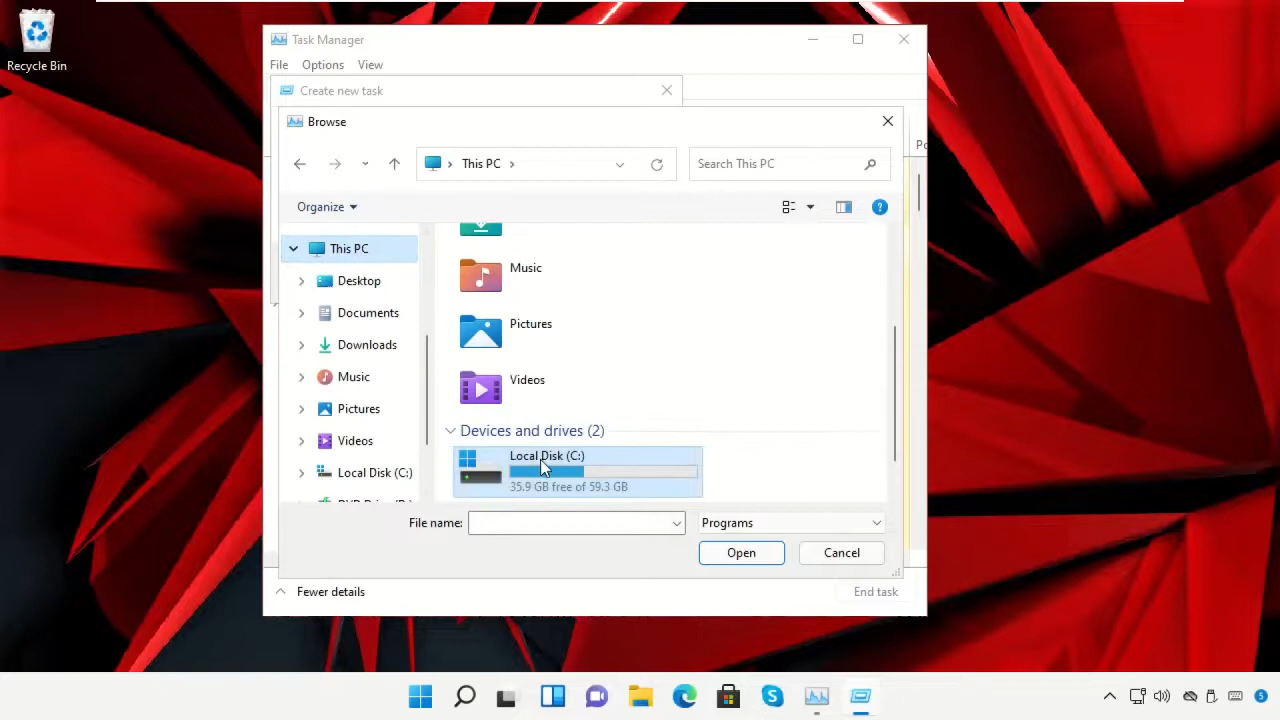 Recycle Bin
Task Manager
File Options View
Create new task
Browse
This PC
Search This PC
Organize
This PC
Desktop
Documents
Downloads
Music
Pictures
Videos
Local Disk (C:)
Music
Pictures
Videos
Devices and drives (2)
Local Disk (C:)
35.9 GB free of 59.3 GB
File name:
Programs
Open
Cancel
Fewer details
End task
5